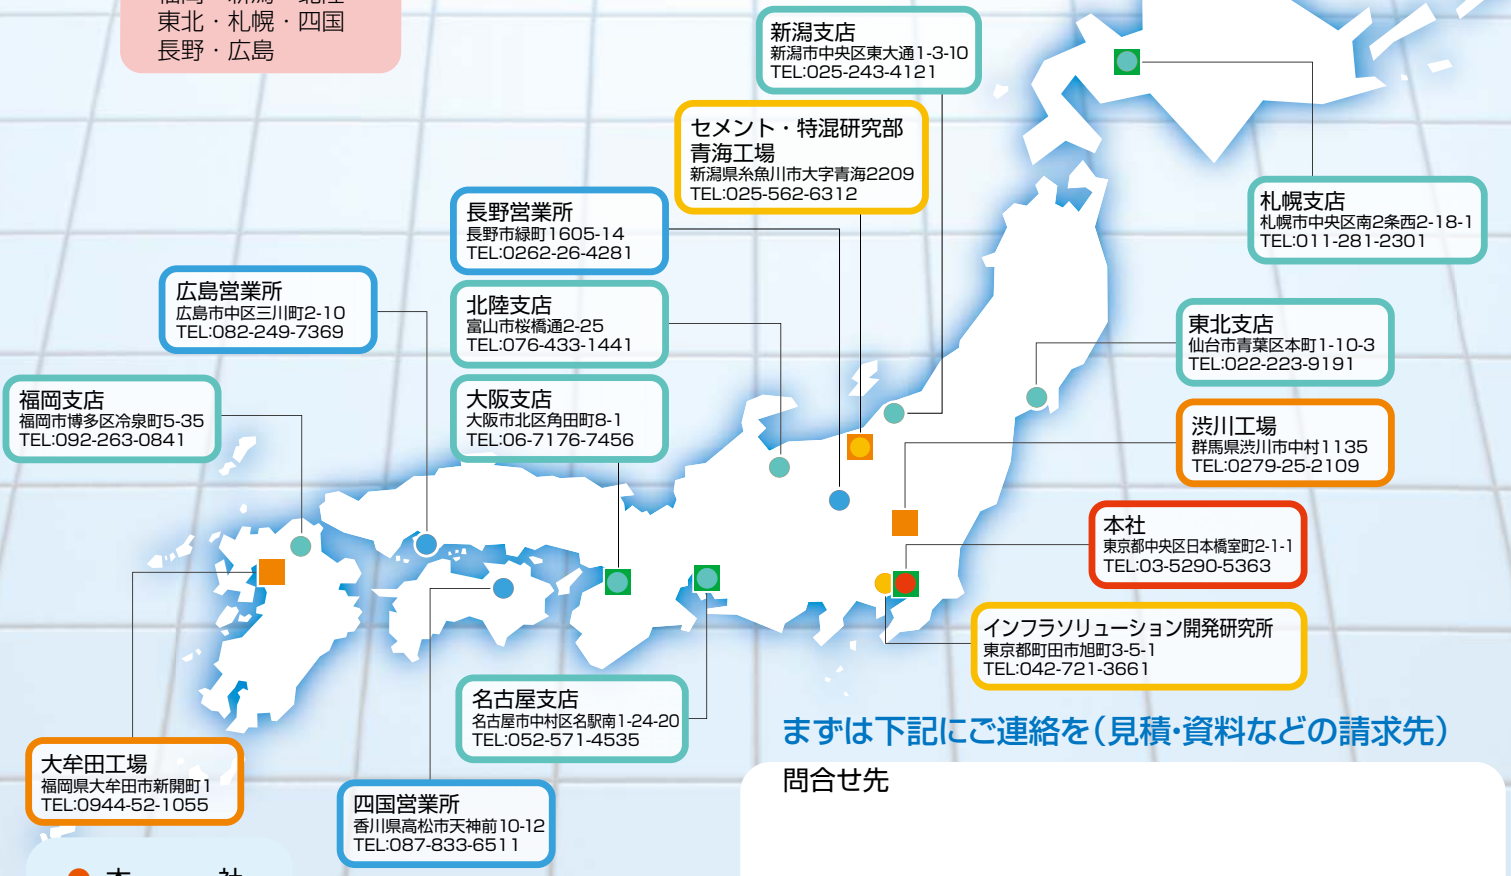 東北・札幌・四国
長野・広島
新潟支店
新潟市中央区東大通1-3-10
TEL:025-243-4121
セメント・特混研究部
青海工場
新潟県糸魚川市大字青海2209
TEL:025-562-6312
長野営業所
長野市緑町1605-14
TEL:0262-26-4281
札幌支店
札幌市中央区南2条西2-18-1
TEL:011-281-2301
広島営業所
広島市中区三川町2-10
TEL:082-249-7369
北陸支店
富山市桜橋通2-25
TEL:076-433-1441
東北支店
仙台市青葉区本町1-10-3
TEL:022-223-9191
福岡支店
福岡市博多区冷泉町5-35
TEL:092-263-0841
大阪支店
大阪市北区角田町8-1
TEL:06-7176-7456
渋川工場
群馬県渋川市中村1135
TEL:0279-25-2109
本社
東京都中央区日本橋室町2-1-1
TEL:03-5290-5363
インフラソリューション開発研究所
東京都町田市旭町3-5-1
TEL:042-721-3661
名古屋支店
名古屋市中村区名駅南1-24-20
TEL:052-571-4535
大牟田工場
福岡県大牟田市新開町1
TEL:0944-52-1055
四国営業所
香川県高松市天神前10-12
TEL:087-833-6511
まずは下記にご連絡を(見積・資料などの請求先)
問合せ先